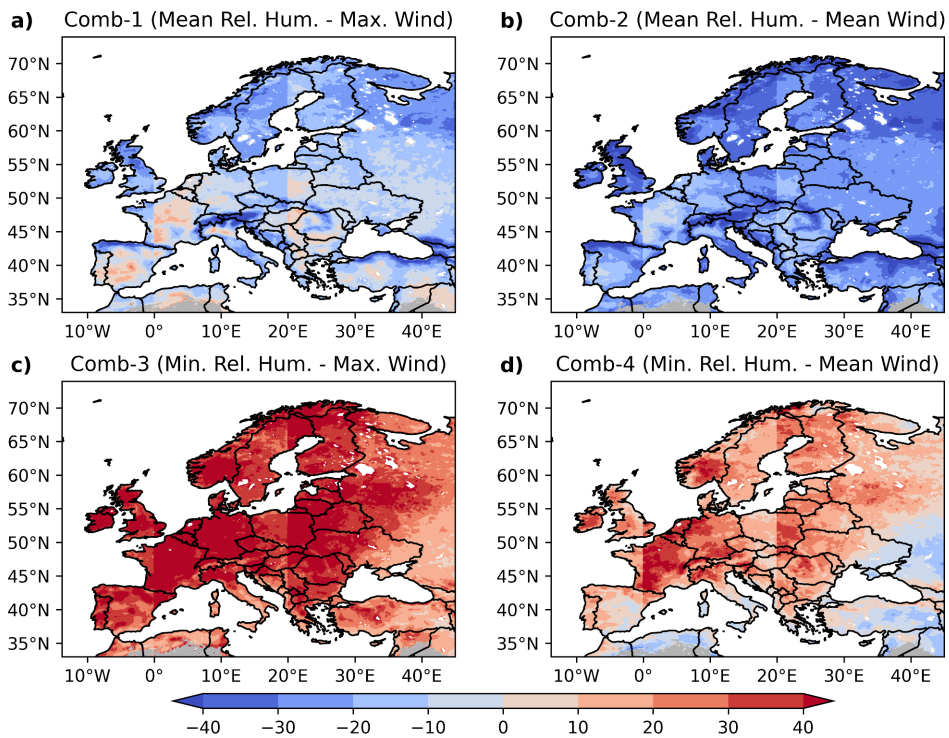 a) Comb-1 (Mean Rel. Hum. - Max. Wind)
b) Comb-2 (Mean Rel. Hum. - Mean Wind)
70°N
65°N
60°N
55°N
50°N
45°N
40°N
35°N
10°W 0° 10°E 20°E 30°E 40°E
70°N
65°N
60°N
55°N
50°N
45°N
40°N
35°N
10°W 0° 10°E 20°E 30°E 40°E
c) Comb-3 (Min. Rel. Hum. - Max. Wind)
d) Comb-4 (Min. Rel. Hum. - Mean Wind)
70°N
65°N
60°N
55°N
50°N
45°N
40°N
35°N
10°W 0° 10°E 20°E 30°E 40°E
70°N
65°N
60°N
55°N
50°N
45°N
40°N
35°N
10°W 0° 10°E 20°E 30°E 40°E
−40 −30 −20 −10 0 10 20 30 40